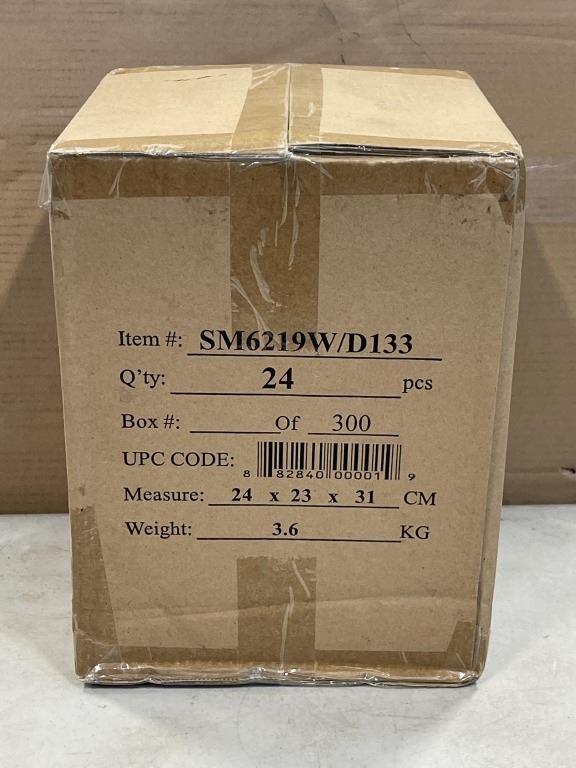 Item #: SM6219W/D133
Q'ty: 24 pcs
Box #: Of 300
UPC CODE: 8 82840 00001 9
Measure: 24 x 23 x 31 CM
Weight: 3.6 KG